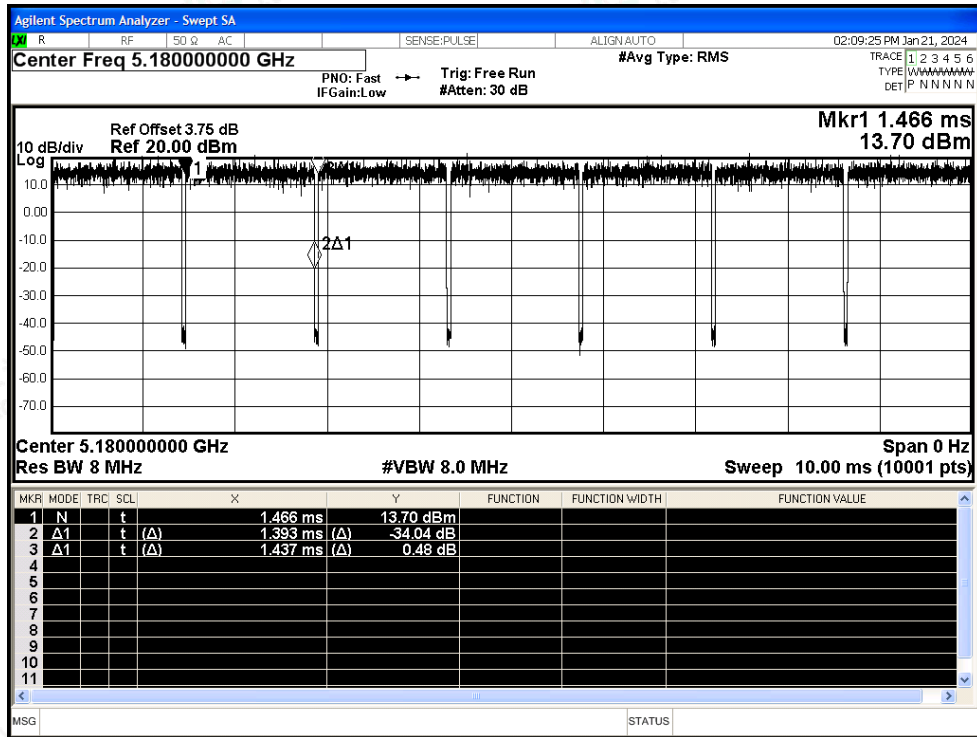 Agilent Spectrum Analyzer - Swept SA
LXI R RF 50 Ω AC SENSE:PULSE ALIGN AUTO 02:09:25 PM Jan 21, 2024
Center Freq 5.180000000 GHz #Avg Type: RMS TRACE 1 2 3 4 5 6
PNO: Fast Trig: Free Run TYPE WWWWWW
IFGain:Low #Atten: 30 dB DET P N N N N N
Mkr1 1.466 ms
Ref Offset 3.75 dB
10 dB/div Ref 20.00 dBm 13.70 dBm
Log
1
10.0
0.00
-10.0
2Δ1
-20.0
-30.0
-40.0
-50.0
-60.0
-70.0
Center 5.180000000 GHz Span 0 Hz
Res BW 8 MHz #VBW 8.0 MHz Sweep 10.00 ms (10001 pts)
MKR MODE TRC SCL X Y FUNCTION FUNCTION WIDTH FUNCTION VALUE
1 N t 1.466 ms 13.70 dBm
2 Δ1 t (Δ) 1.393 ms (Δ) -34.04 dB
3 Δ1 t (Δ) 1.437 ms (Δ) 0.48 dB
4
5
6
7
8
9
10
11
MSG STATUS